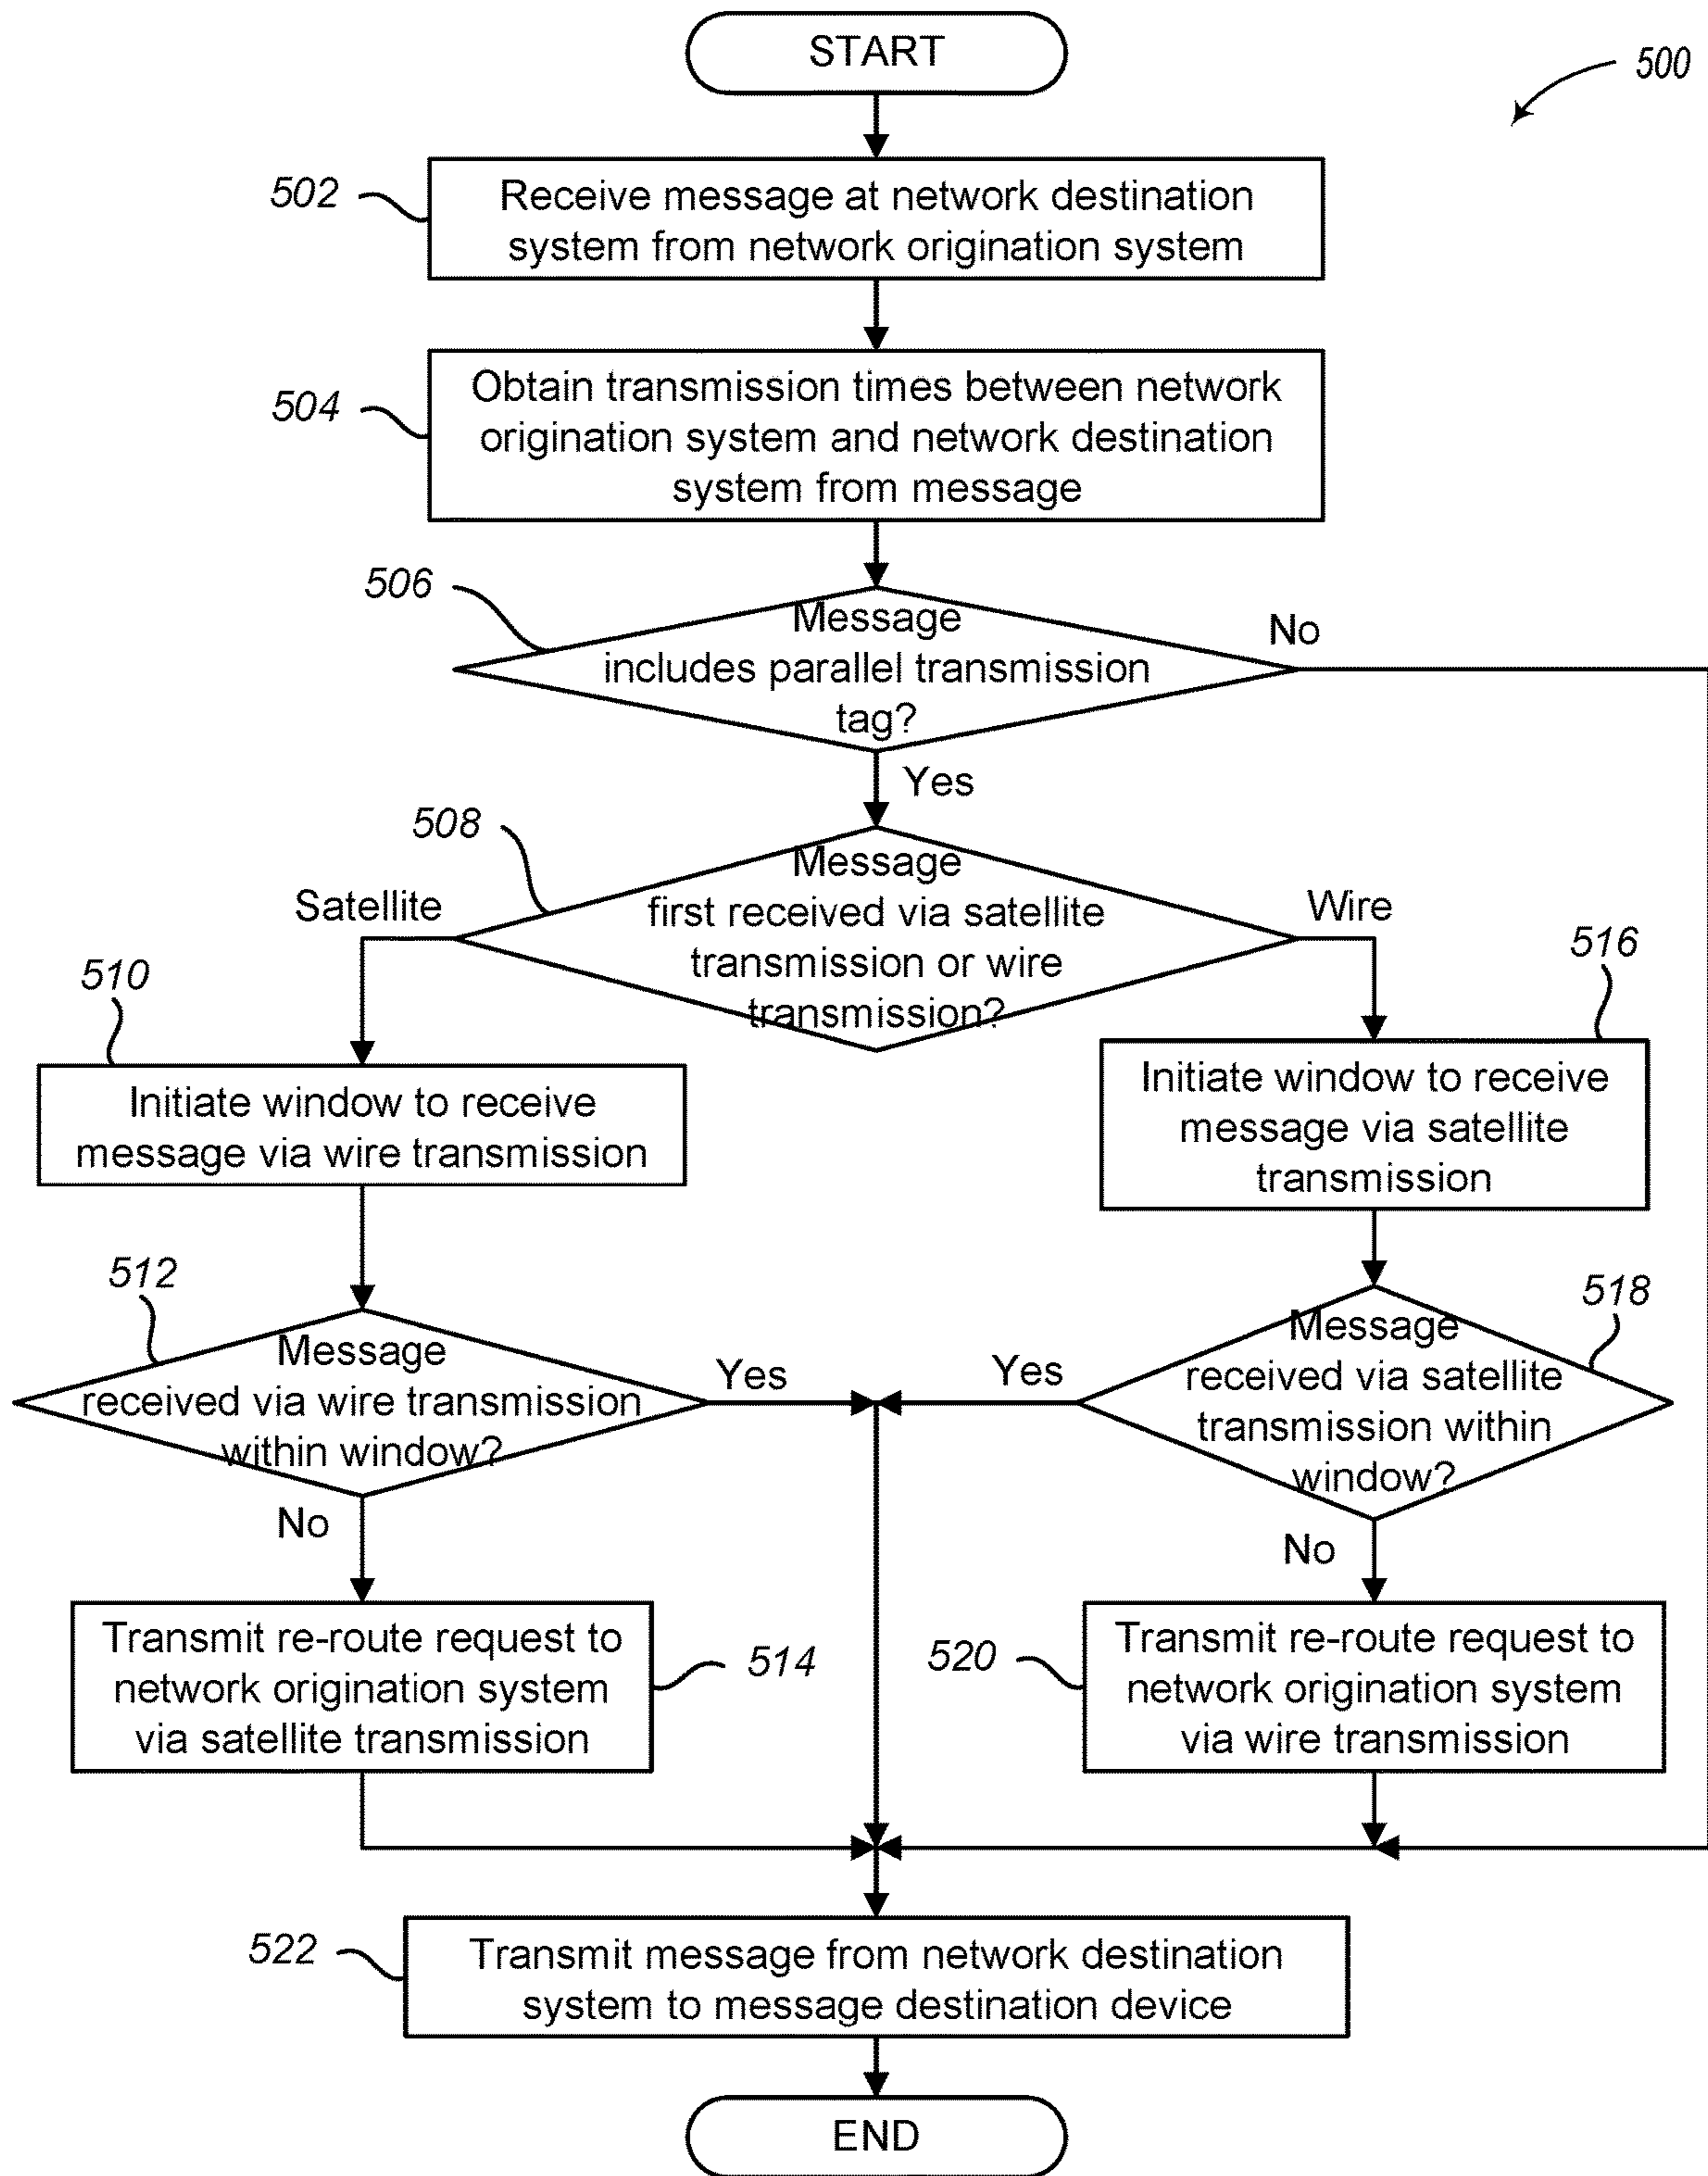 START
500
502
Receive message at network destination
system from network origination system
504
Obtain transmission times between network
origination system and network destination
system from message
506
Message
includes parallel transmission
tag?
No
Yes
508
Message
first received via satellite
transmission or wire
transmission?
Satellite
Wire
510
Initiate window to receive
message via wire transmission
516
Initiate window to receive
message via satellite
transmission
512
Message
received via wire transmission
within window?
Yes
No
518
Message
received via satellite
transmission within
window?
Yes
No
Transmit re-route request to
network origination system
via satellite transmission
514
520
Transmit re-route request to
network origination system
via wire transmission
522
Transmit message from network destination
system to message destination device
END